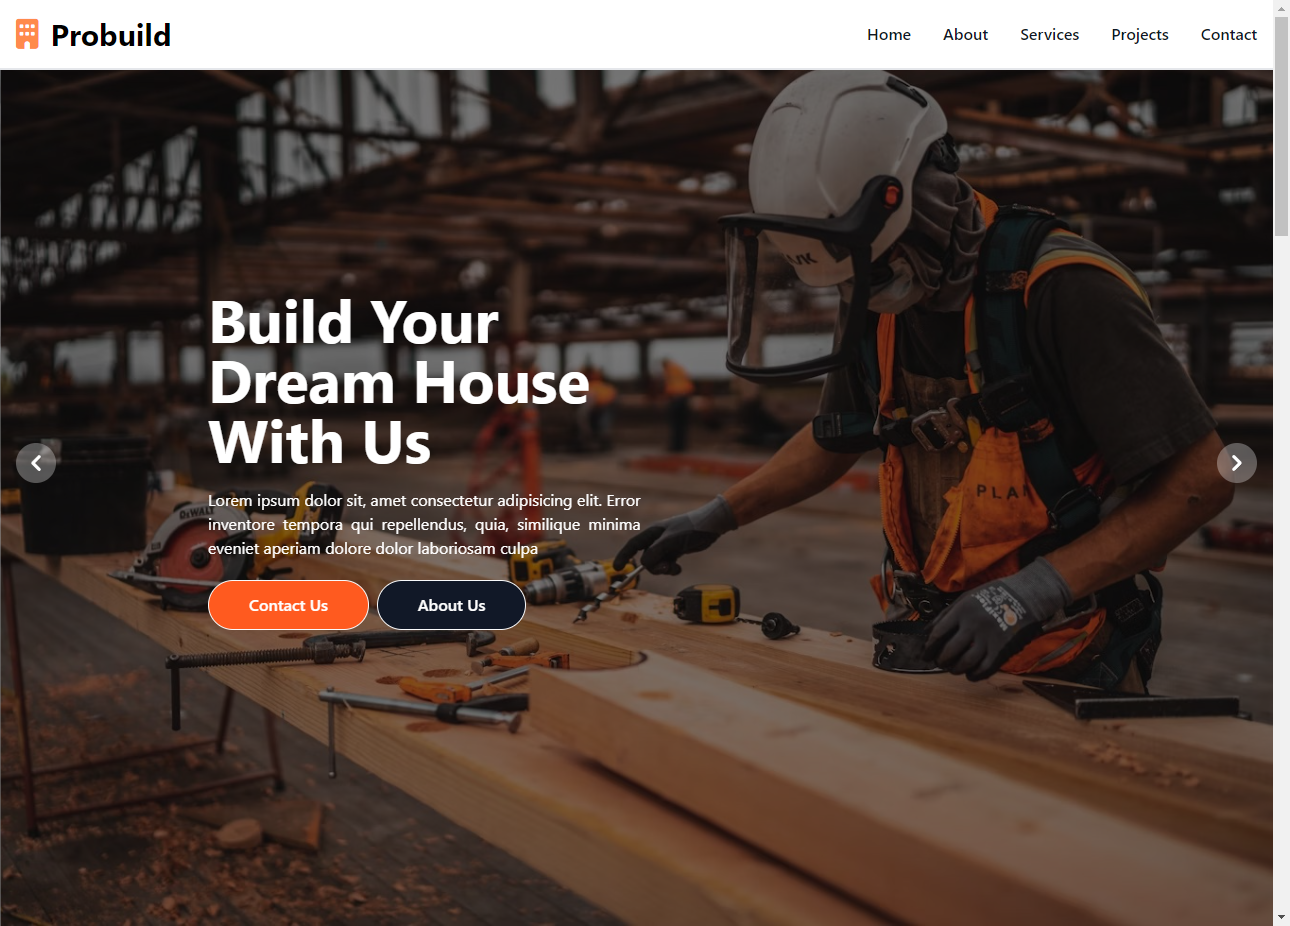 Probuild
Home
About
Services
Projects
Contact
Build Your
Dream House
With Us
Lorem ipsum dolor sit, amet consectetur adipisicing elit. Error
inventore tempora qui repellendus, quia, similique minima
eveniet aperiam dolore dolor laboriosam culpa
Contact Us
About Us
DEWALT
PLAN